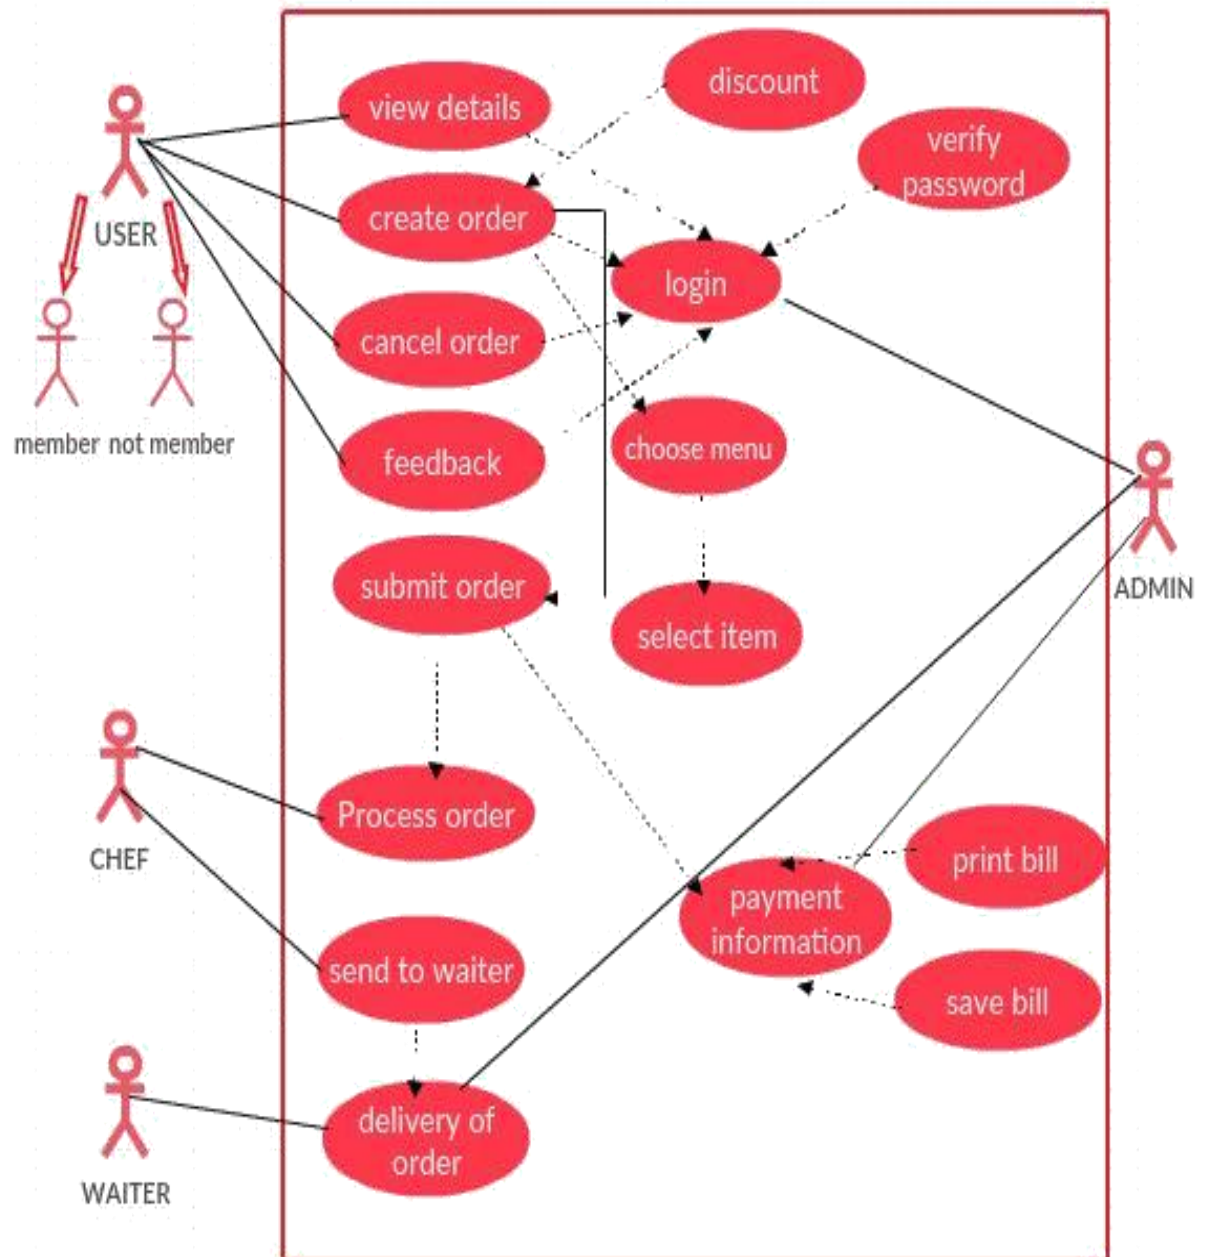 discount
view details
verify
password
create order
USER
login
cancel order
member not member
feedback
choose menu
submit order
ADMIN
select item
Process order
CHEF
print bill
payment
information
send to waiter
save bill
delivery of
order
WAITER